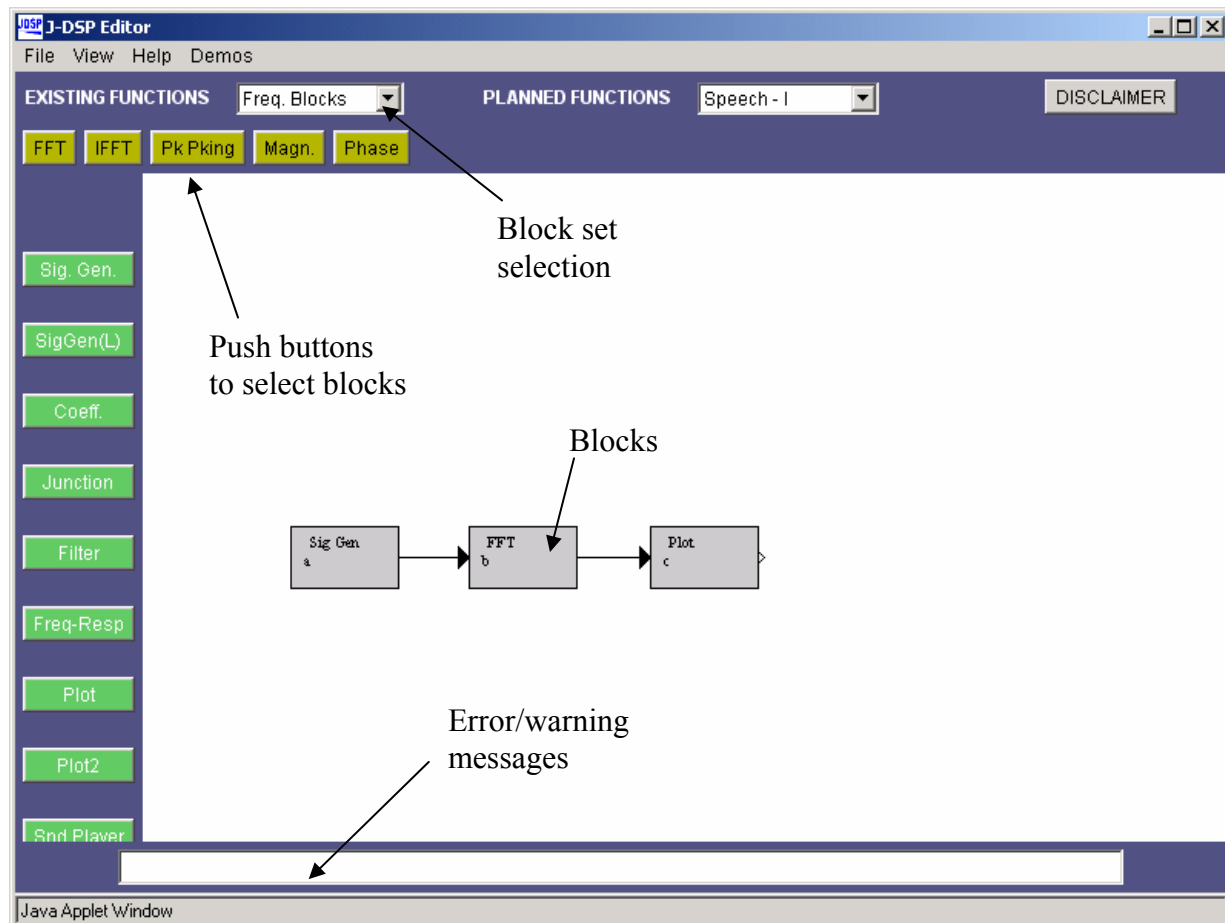 JDSP J-DSP Editor
File View Help Demos
EXISTING FUNCTIONS Freq. Blocks PLANNED FUNCTIONS Speech - I DISCLAIMER
FFT IFFT Pk Pking Magn. Phase
Block set
selection
Sig. Gen.
SigGen(L)
Push buttons
to select blocks
Coeff.
Blocks
Junction
Sig Gen
a
FFT
b
Plot
c
Filter
Freq-Resp
Plot
Error/warning
messages
Plot2
Snd Player
Java Applet Window